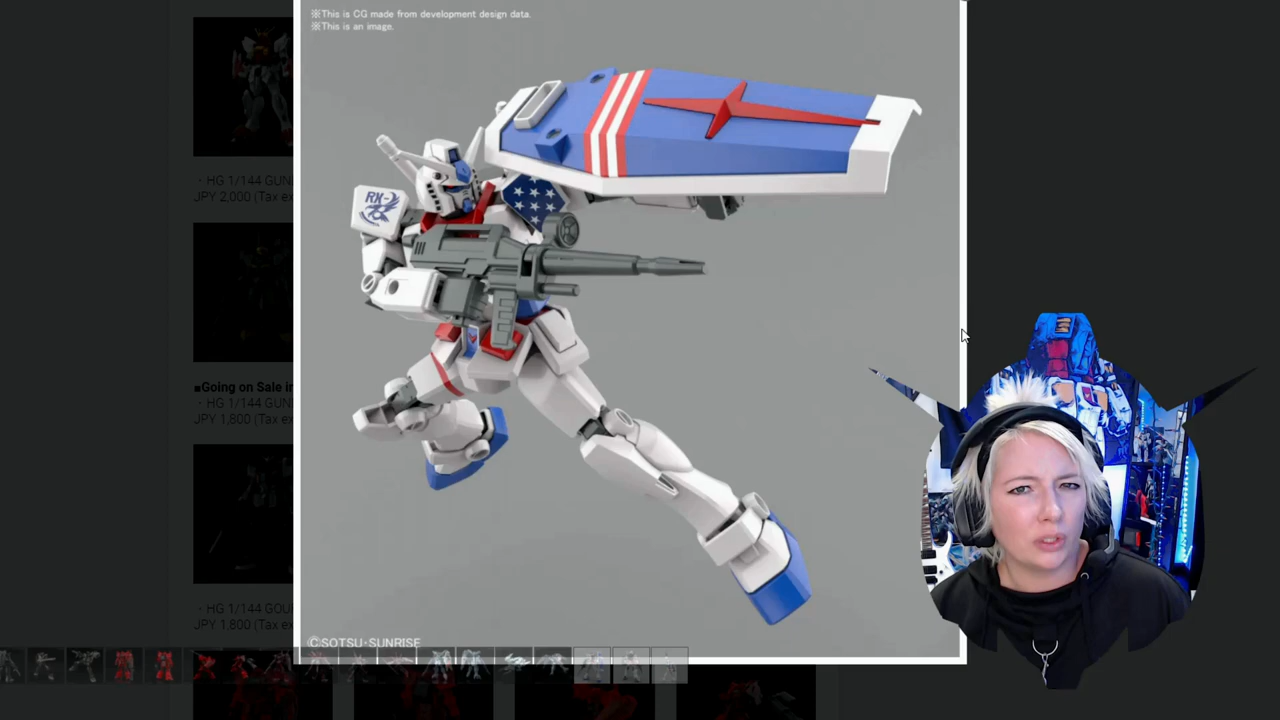 ※This is CG made from development design data.
※This is an image.
RX-
・HG 1/144 GUN
JPY 2,000 (Tax ex
■Going on Sale in
・HG 1/144 GUN
JPY 1,800 (Tax ex
・HG 1/144 GOU
JPY 1,800 (Tax ex
©SOTSU・SUNRISE